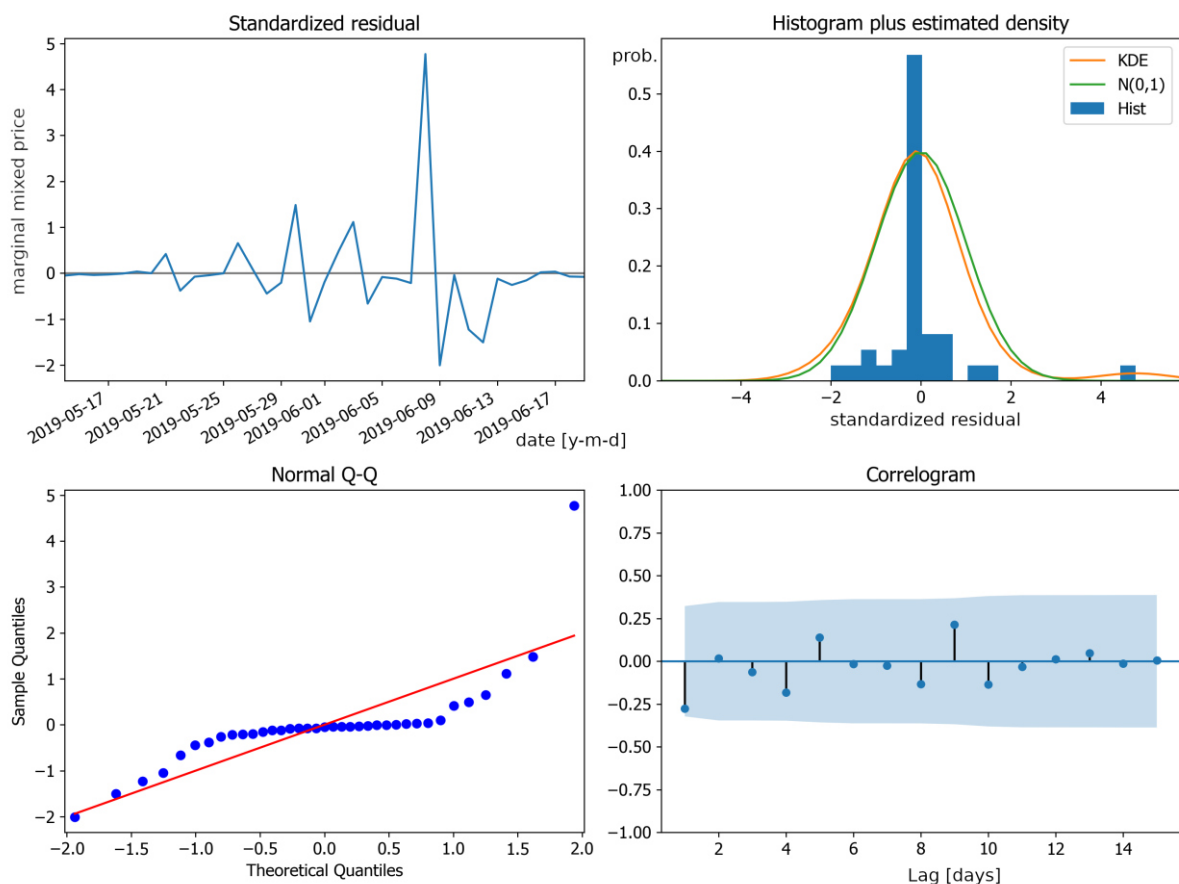 Standardized residual
marginal mixed price
5
4
3
2
1
0
−1
−2
2019-05-17
2019-05-21
2019-05-25
2019-05-29
2019-06-01
2019-06-05
2019-06-09
2019-06-13
2019-06-17
date [y-m-d]
Histogram plus estimated density
prob.
KDE
N(0,1)
Hist
0.5
0.4
0.3
0.2
0.1
0.0
−4 −2 0 2 4
standardized residual
Normal Q-Q
Sample Quantiles
5
4
3
2
1
0
−1
−2
−2.0 −1.5 −1.0 −0.5 0.0 0.5 1.0 1.5 2.0
Theoretical Quantiles
Correlogram
1.00
0.75
0.50
0.25
0.00
−0.25
−0.50
−0.75
−1.00
2 4 6 8 10 12 14
Lag [days]